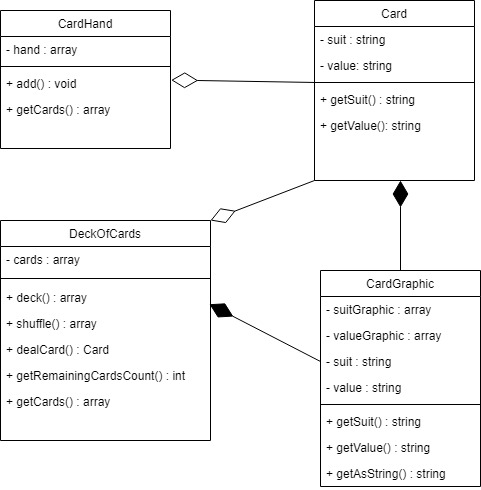 CardHand
- hand : array
+ add() : void
+ getCards() : array
Card
- suit : string
- value: string
+ getSuit() : string
+ getValue(): string
DeckOfCards
- cards : array
+ deck() : array
+ shuffle() : array
+ dealCard() : Card
+ getRemainingCardsCount() : int
+ getCards() : array
CardGraphic
- suitGraphic : array
- valueGraphic : array
- suit : string
- value : string
+ getSuit() : string
+ getValue() : string
+ getAsString() : string